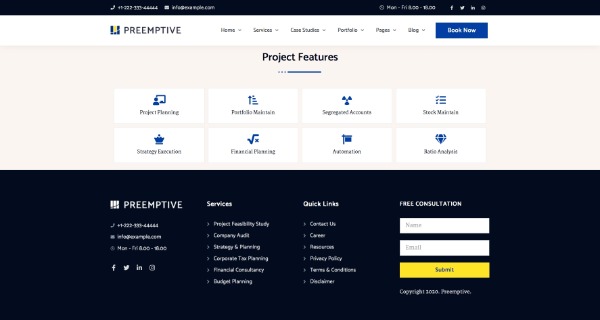 +1-222-333-44444 info@example.com Mon - Fri 8.00 - 18.00
PREEMPTIVE Home Services Case Studies Portfolio Pages Blog Book Now
Project Features
Project Planning Portfolio Maintain Segregated Accounts Stock Maintain
Strategy Execution Financial Planning Automation Ratio Analysis
PREEMPTIVE
+1-222-333-44444
info@example.com
Mon - Fri 8.00 - 18.00
Services
Project Feasibility Study
Company Audit
Strategy & Planning
Corporate Tax Planning
Financial Consultancy
Budget Planning
Quick Links
Contact Us
Career
Resources
Privacy Policy
Terms & Conditions
Disclaimer
FREE CONSULTATION
Name
Email
Submit
Copyright 2020. Preemptive.